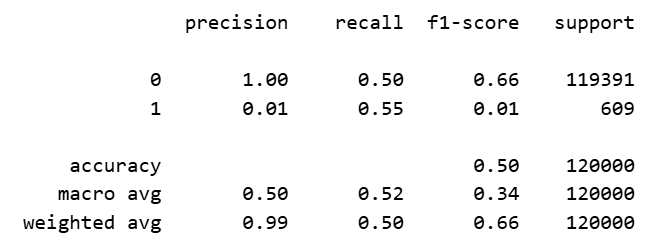 precision recall f1-score support
0 1.00 0.50 0.66 119391
1 0.01 0.55 0.01 609
accuracy 0.50 120000
macro avg 0.50 0.52 0.34 120000
weighted avg 0.99 0.50 0.66 120000